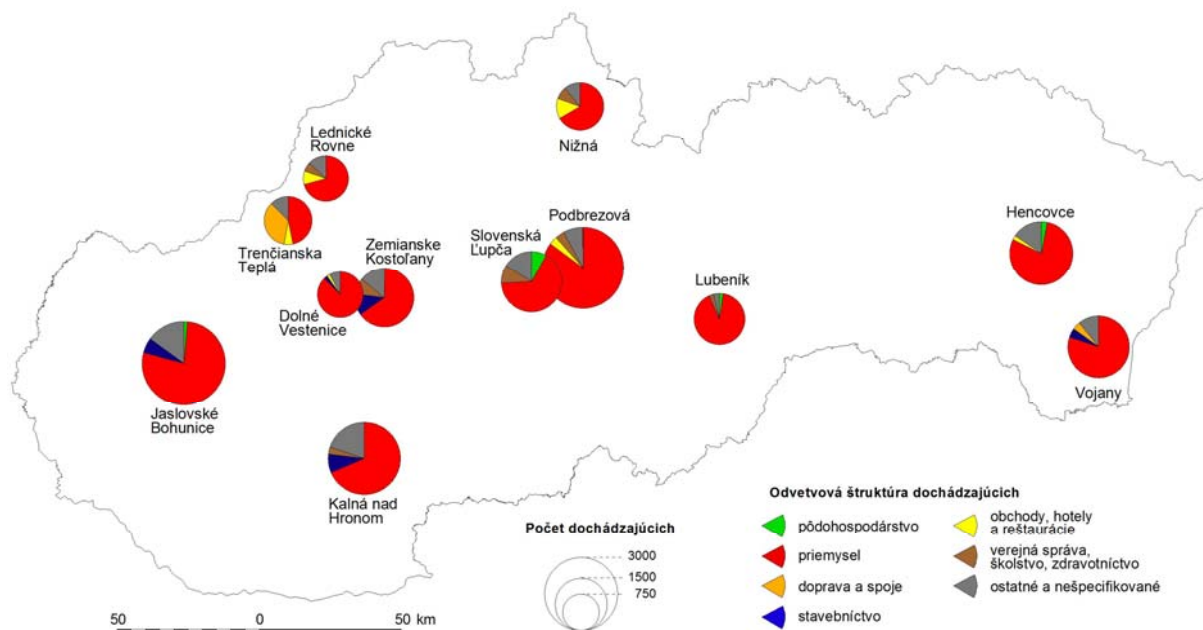 Nižná
Lednické
Rovne
Trenčianska
Teplá
Zemianske
Kostoľany
Dolné
Vestenice
Slovenská
Ľupča
Podbrezová
Lubeník
Hencovce
Vojany
Jaslovské
Bohunice
Kalná nad
Hronom
Počet dochádzajúcich
3000
1500
750
50 0 50 km
Odvetvová štruktúra dochádzajúcich
pôdohospodárstvo
priemysel
doprava a spoje
stavebníctvo
obchody, hotely
a reštaurácie
verejná správa,
školstvo, zdravotníctvo
ostatné a nešpecifikované